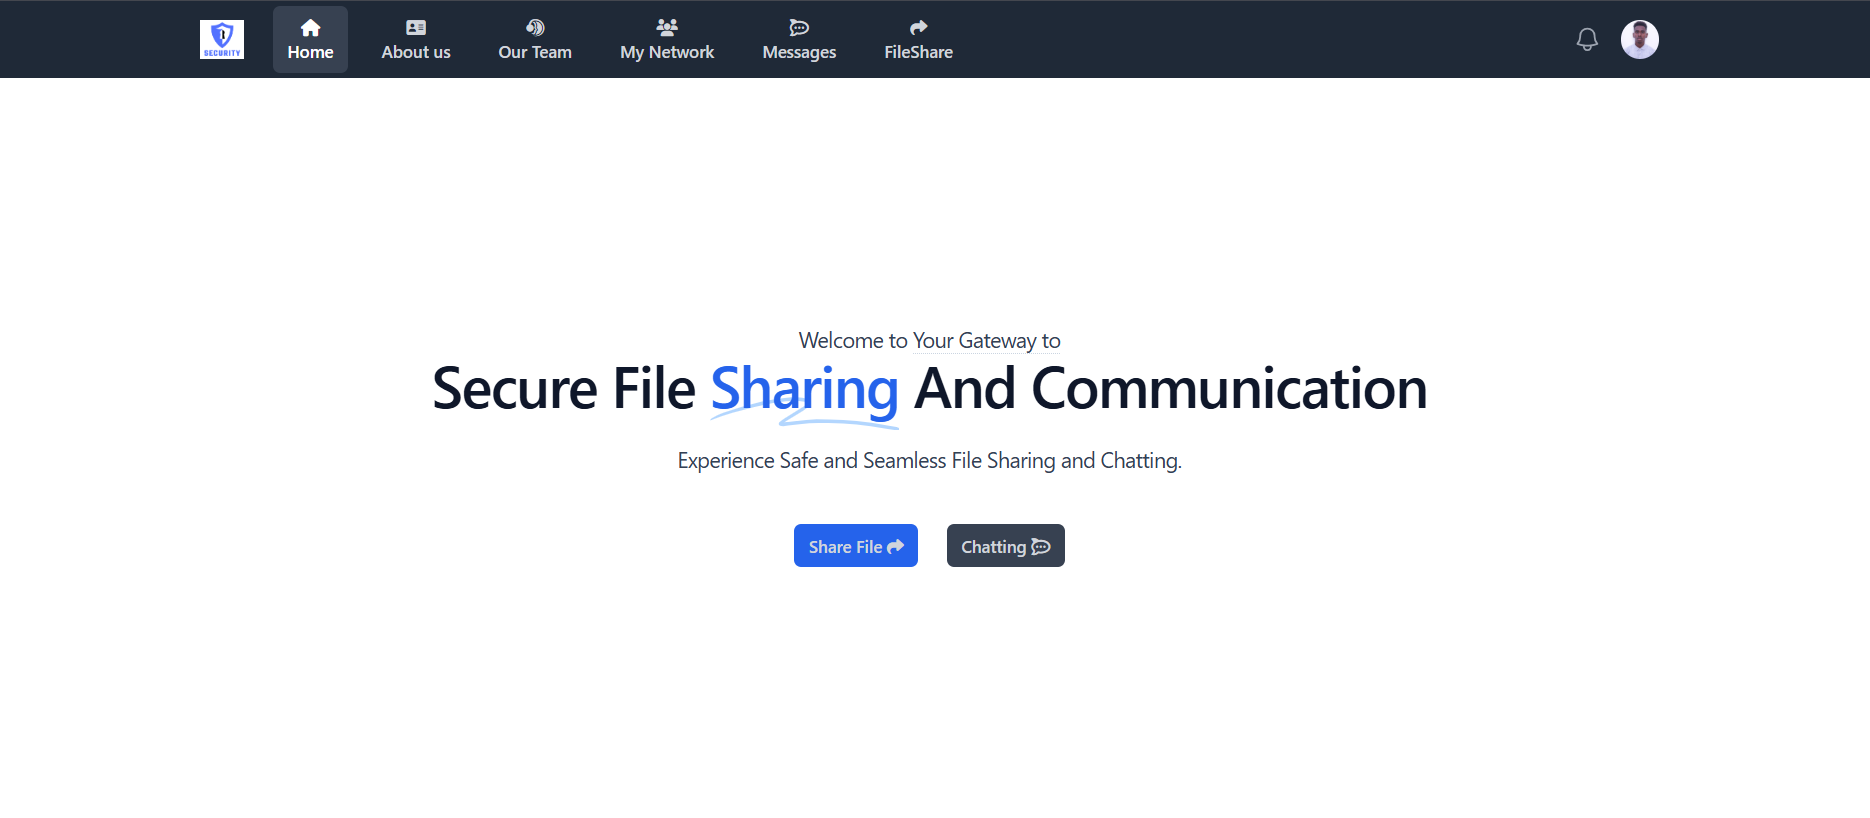 SECURITY
Home
About us
Our Team
My Network
Messages
FileShare
Welcome to Your Gateway to
Secure File Sharing And Communication
Experience Safe and Seamless File Sharing and Chatting.
Share File
Chatting